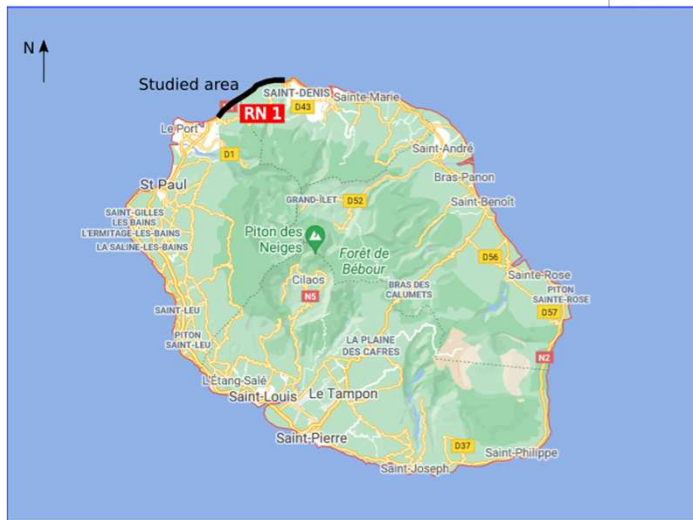 N
Studied area
SAINT-DENIS
Sainte-Marie
RN 1
D43
Le Port
D1
Saint-André
Bras-Panon
St Paul
GRAND-ÎLET
D52
Saint-Benoît
SAINT-GILLES
LES BAINS
L'ERMITAGE-LES-BAINS
LA SALINE-LES-BAINS
Piton des
Neiges
Forêt de
Bébour
D56
Cilaos
BRAS DES
CALUMETS
Sainte-Rose
N5
PITON
SAINTE-ROSE
SAINT-LEU
D57
PITON
SAINT-LEU
LA PLAINE
DES CAFRES
N2
L'Étang-Salé
Saint-Louis
Le Tampon
Saint-Pierre
D37
Saint-Philippe
Saint-Joseph